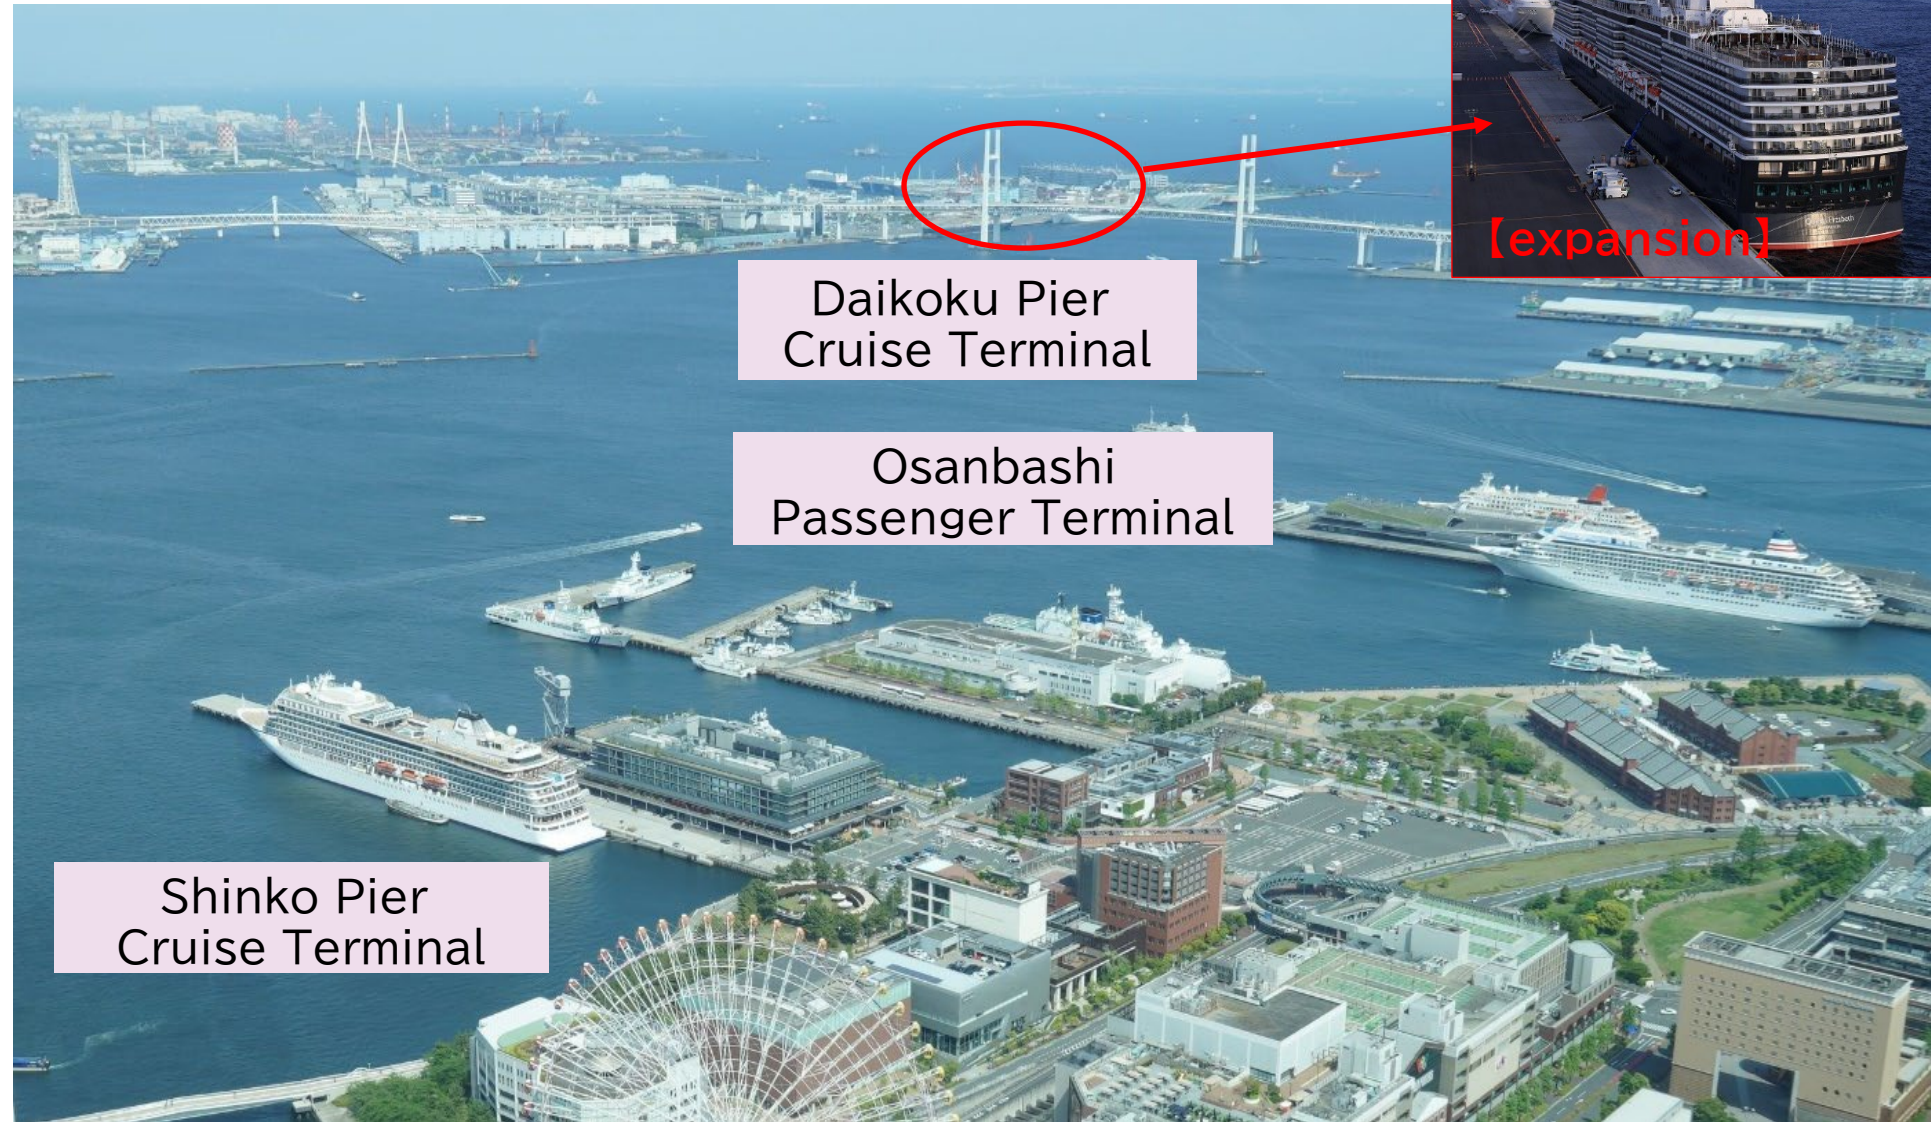 【expansion】
Daikoku Pier
Cruise Terminal
Osanbashi
Passenger Terminal
Shinko Pier
Cruise Terminal